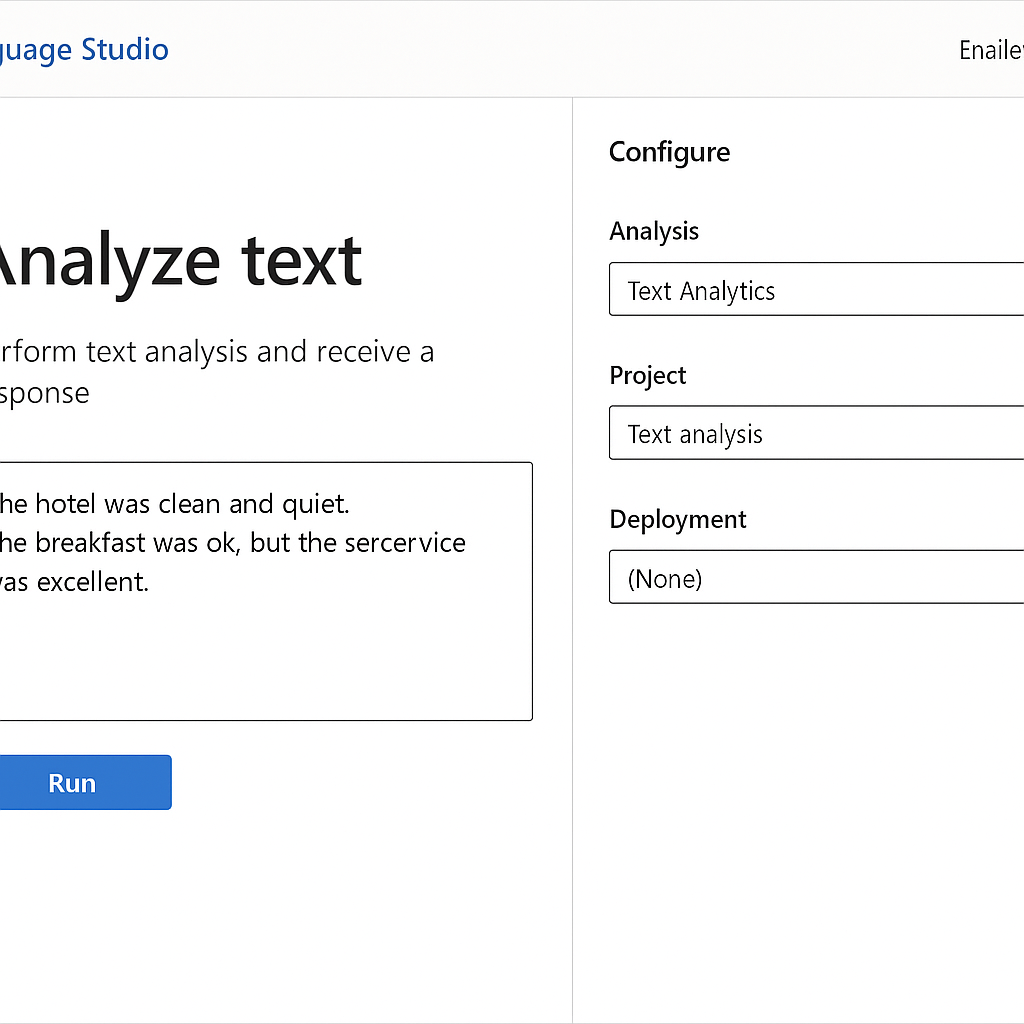 guage Studio
Enaile
Analyze text
rform text analysis and receive a
sponse
he hotel was clean and quiet.
he breakfast was ok, but the sercervice
vas excellent.
Run
Configure
Analysis
Text Analytics
Project
Text analysis
Deployment
(None)